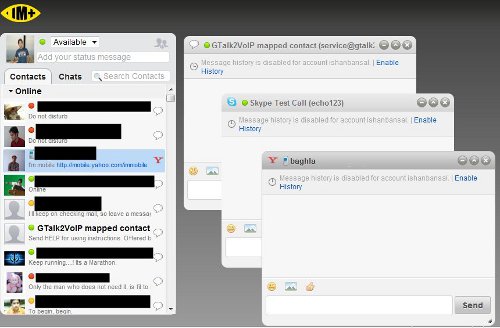 IM+
Available
Add your status message
Contacts
Chats
Search Contacts
Online
Do not disturb
Do not disturb
I'm mobile http://mobile.yahoo.com/immobile
Online
I'll keep on checking mail, so leave a messag
GTalk2VoIP mapped contact
Send HELP for using instructions. Offered b
Keep running....! its a Marathon
Only the man who does not need it, is fit to
To begin, begin.
GTalk2VoIP mapped contact (service@gtalk2
Message history is disabled for account ishanbansal. | Enable
History
Skype Test Call (echo123)
Message history is disabled for account ishanbansal. | Enable
History
baghla
Message history is disabled for account ishanbansal. | Enable
History
Send